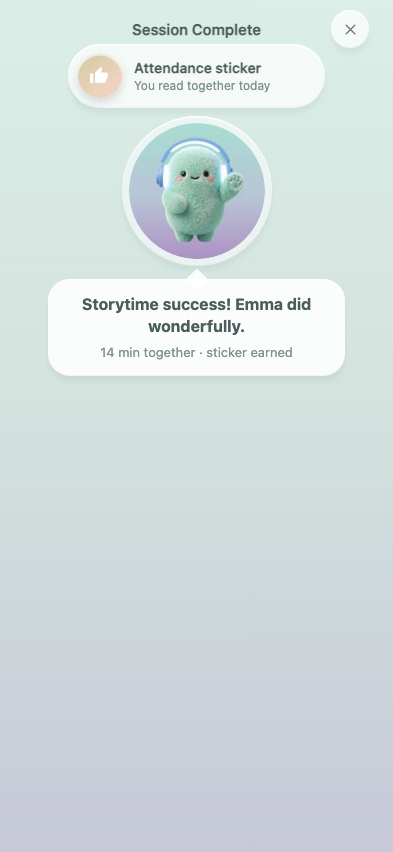 Session Complete
Attendance sticker
You read together today
Storytime success! Emma did
wonderfully.
14 min together · sticker earned